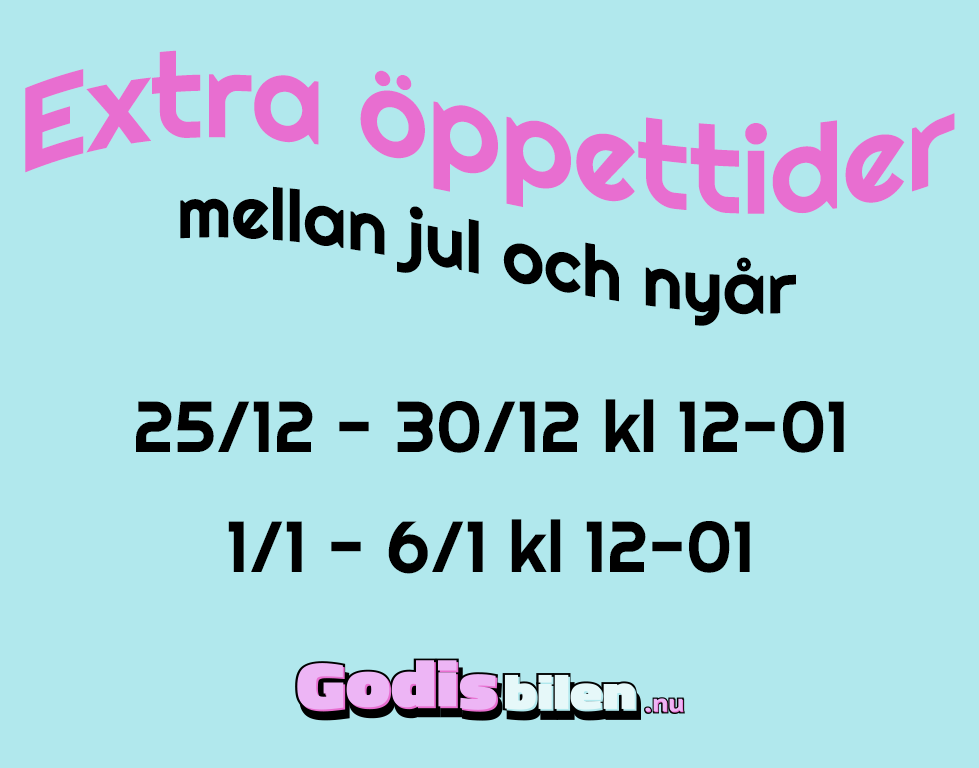 Extra öppettider
mellan jul och nyår
25/12 - 30/12 kl 12-01
1/1 - 6/1 kl 12-01
Godisbilen.nu